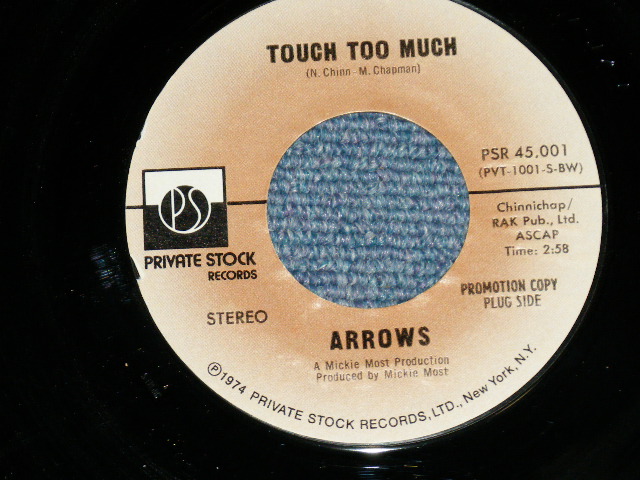 TOUCH TOO MUCH
(N. Chinn - M. Chapman)
PSR 45,001
(PVT-1001-S-BW)
PS
PRIVATE STOCK
RECORDS
Chinnichap/
RAK Pub., Ltd.
ASCAP
Time: 2:58
PROMOTION COPY
PLUG SIDE
STEREO
ARROWS
A Mickie Most Production
Produced by Mickie Most
Ⓟ1974 PRIVATE STOCK RECORDS, LTD., New York, N.Y.